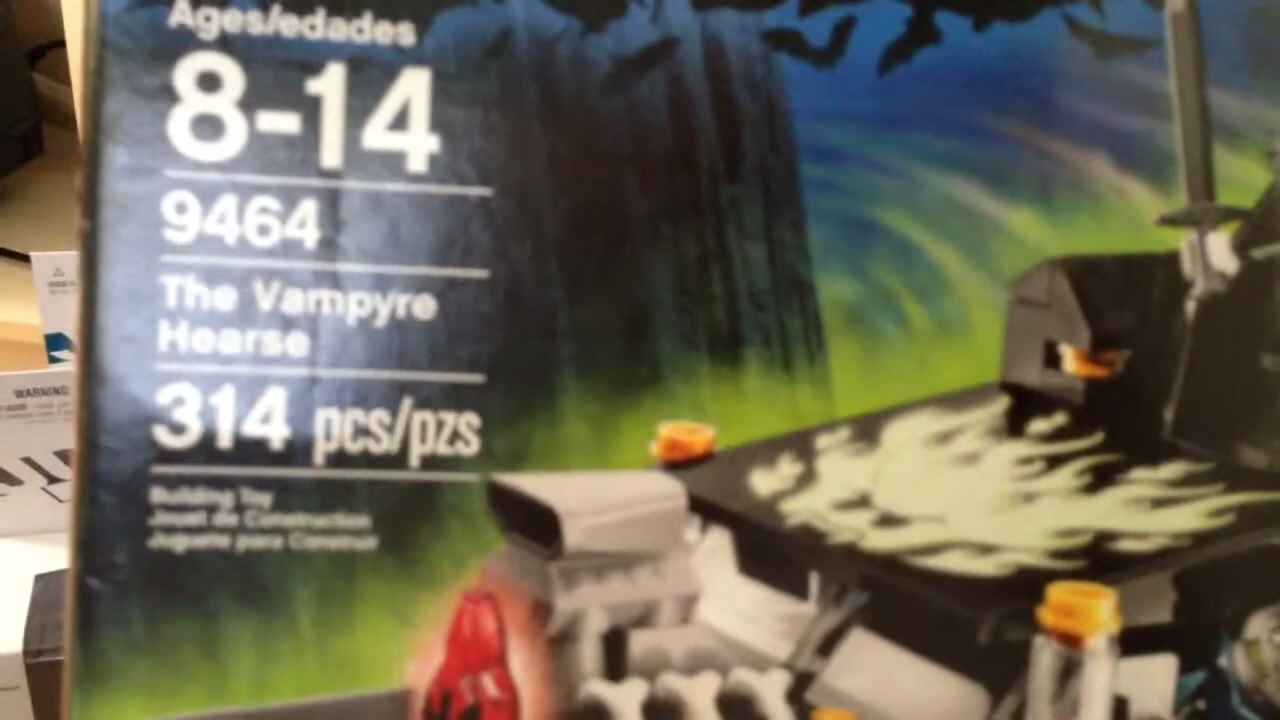 Ages/edades
8-14
9464
The Vampyre
Hearse
314 pcs/pzs
Building Toy
Jouet de Construction
Juguete para Construir
WARNING